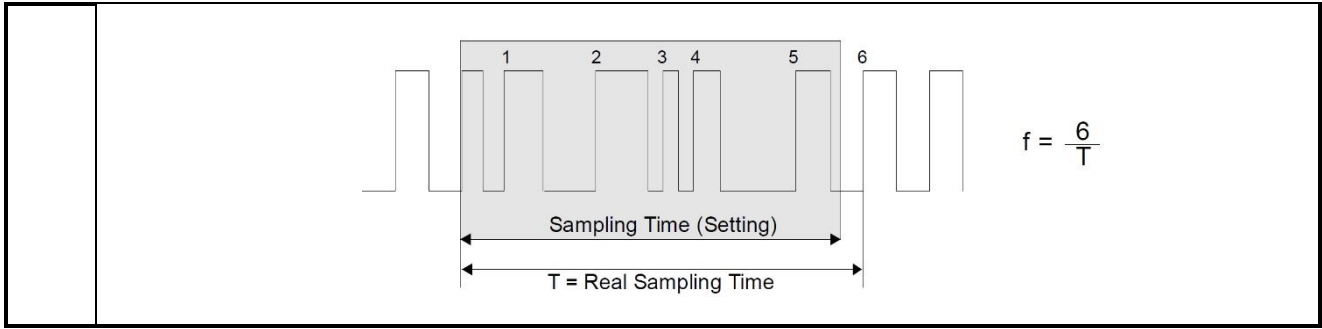 1 2 3 4 5 6
f = 6/T
Sampling Time (Setting)
T = Real Sampling Time